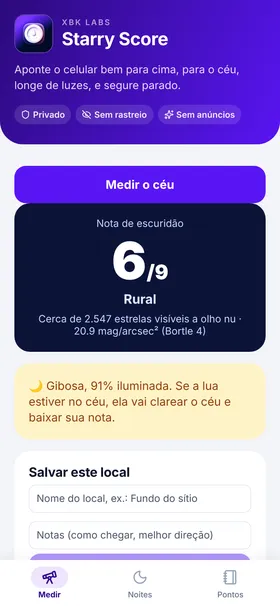 XBK LABS
Starry Score
Aponte o celular bem para cima, para o céu,
longe de luzes, e segure parado.
Privado
Sem rastreio
Sem anúncios
Medir o céu
Nota de escuridão
6/9
Rural
Cerca de 2.547 estrelas visíveis a olho nu ·
20.9 mag/arcsec² (Bortle 4)
🌙 Gibosa, 91% iluminada. Se a lua
estiver no céu, ela vai clarear o céu e
baixar sua nota.
Salvar este local
Nome do local, ex.: Fundo do sítio
Notas (como chegar, melhor direção)
Medir
Noites
Pontos